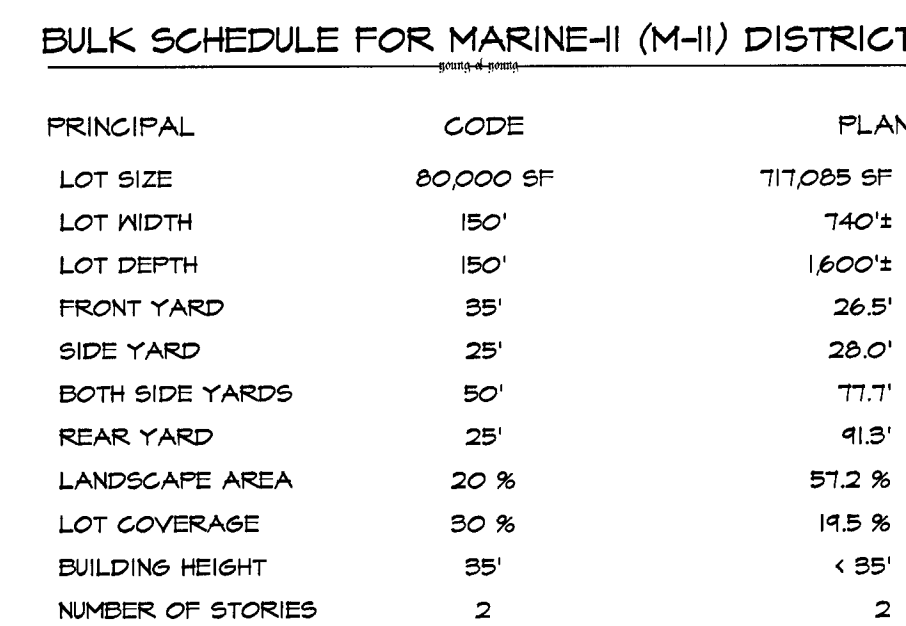 BULK SCHEDULE FOR MARINE-II (M-II) DISTRICT
young & young
PRINCIPAL CODE PLAN
LOT SIZE 80,000 SF 717,085 SF
LOT WIDTH 150' 740'±
LOT DEPTH 150' 1,600'±
FRONT YARD 35' 26.5'
SIDE YARD 25' 28.0'
BOTH SIDE YARDS 50' 77.7'
REAR YARD 25' 91.3'
LANDSCAPE AREA 20 % 57.2 %
LOT COVERAGE 30 % 19.5 %
BUILDING HEIGHT 35' < 35'
NUMBER OF STORIES 2 2